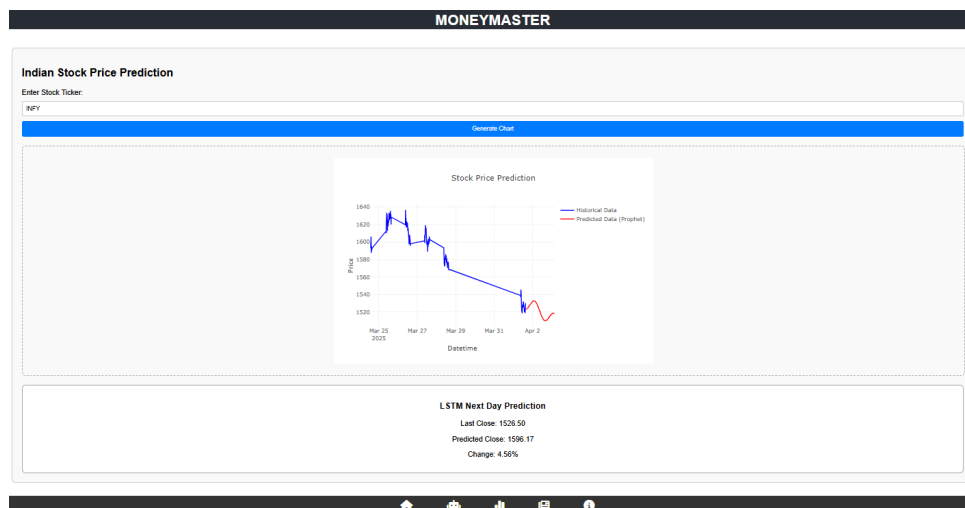 MONEYMASTER
Indian Stock Price Prediction
Enter Stock Ticker:
INFY
Generate Chart
Stock Price Prediction
1640
1620
1600
1580
1560
1540
1520
Price
Historical Data
Predicted Data (Prophet)
Mar 25 Mar 27 Mar 29 Mar 31 Apr 2
2025
Datetime
LSTM Next Day Prediction
Last Close: 1526.50
Predicted Close: 1596.17
Change: 4.56%